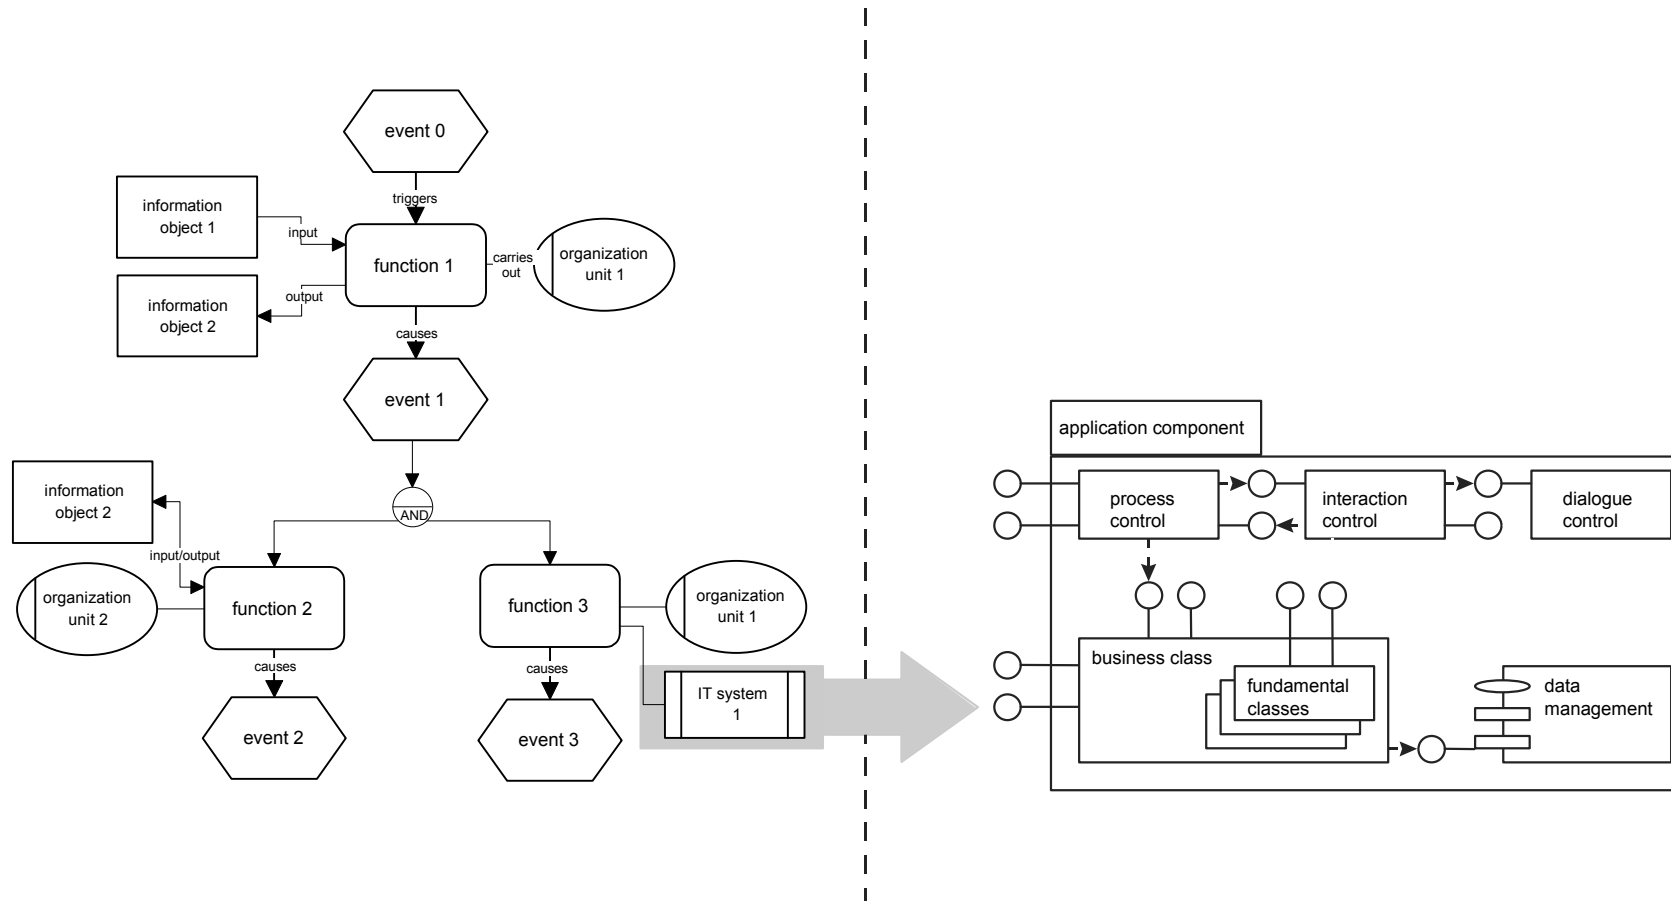 event 0
triggers
information
object 1
input
function 1
carries
out
organization
unit 1
information
object 2
output
causes
event 1
AND
information
object 2
input/output
organization
unit 2
function 2
function 3
organization
unit 1
causes
causes
event 2
event 3
IT system
1
application component
process
control
interaction
control
dialogue
control
business class
fundamental
classes
data
management